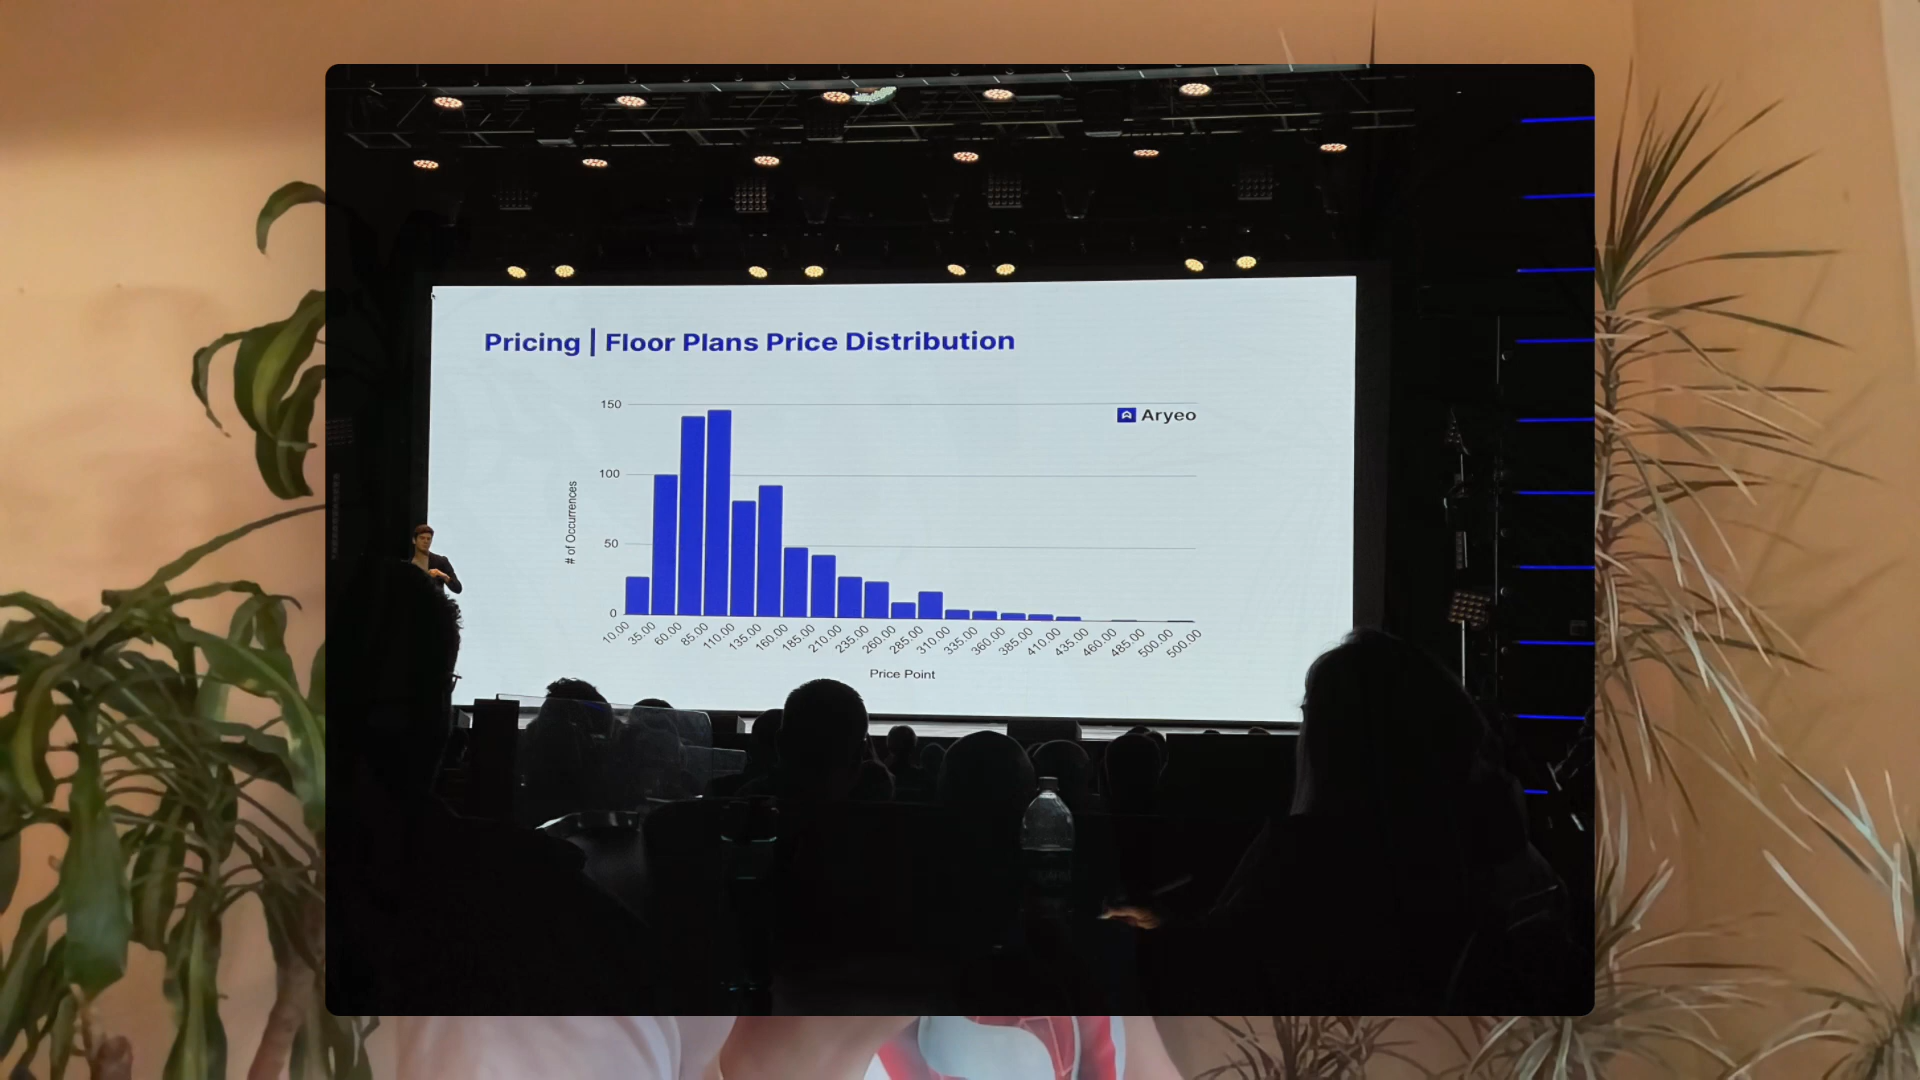 Pricing | Floor Plans Price Distribution
Aryeo
150
100
50
0
# of Occurrences
10.00 35.00 60.00 85.00 110.00 135.00 160.00 185.00 210.00 235.00 260.00 285.00 310.00 335.00 360.00 385.00 410.00 435.00 460.00 485.00 500.00 500.00
Price Point